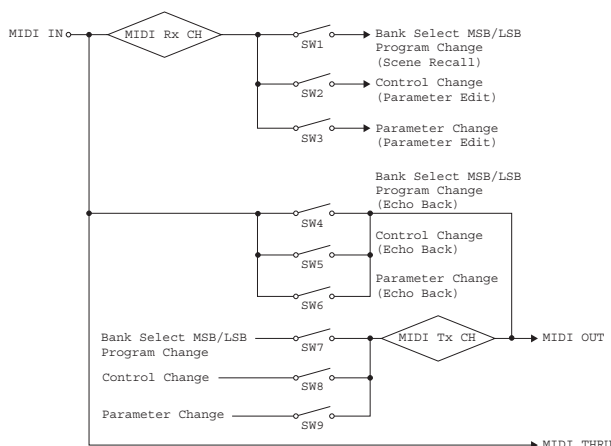 MIDI IN
MIDI Rx CH
SW1
Bank Select MSB/LSB
Program Change
(Scene Recall)
SW2
Control Change
(Parameter Edit)
SW3
Parameter Change
(Parameter Edit)
Bank Select MSB/LSB
Program Change
(Echo Back)
SW4
Control Change
(Echo Back)
SW5
Parameter Change
(Echo Back)
SW6
Bank Select MSB/LSB
Program Change
SW7
MIDI Tx CH
MIDI OUT
Control Change
SW8
Parameter Change
SW9
MIDI THRU